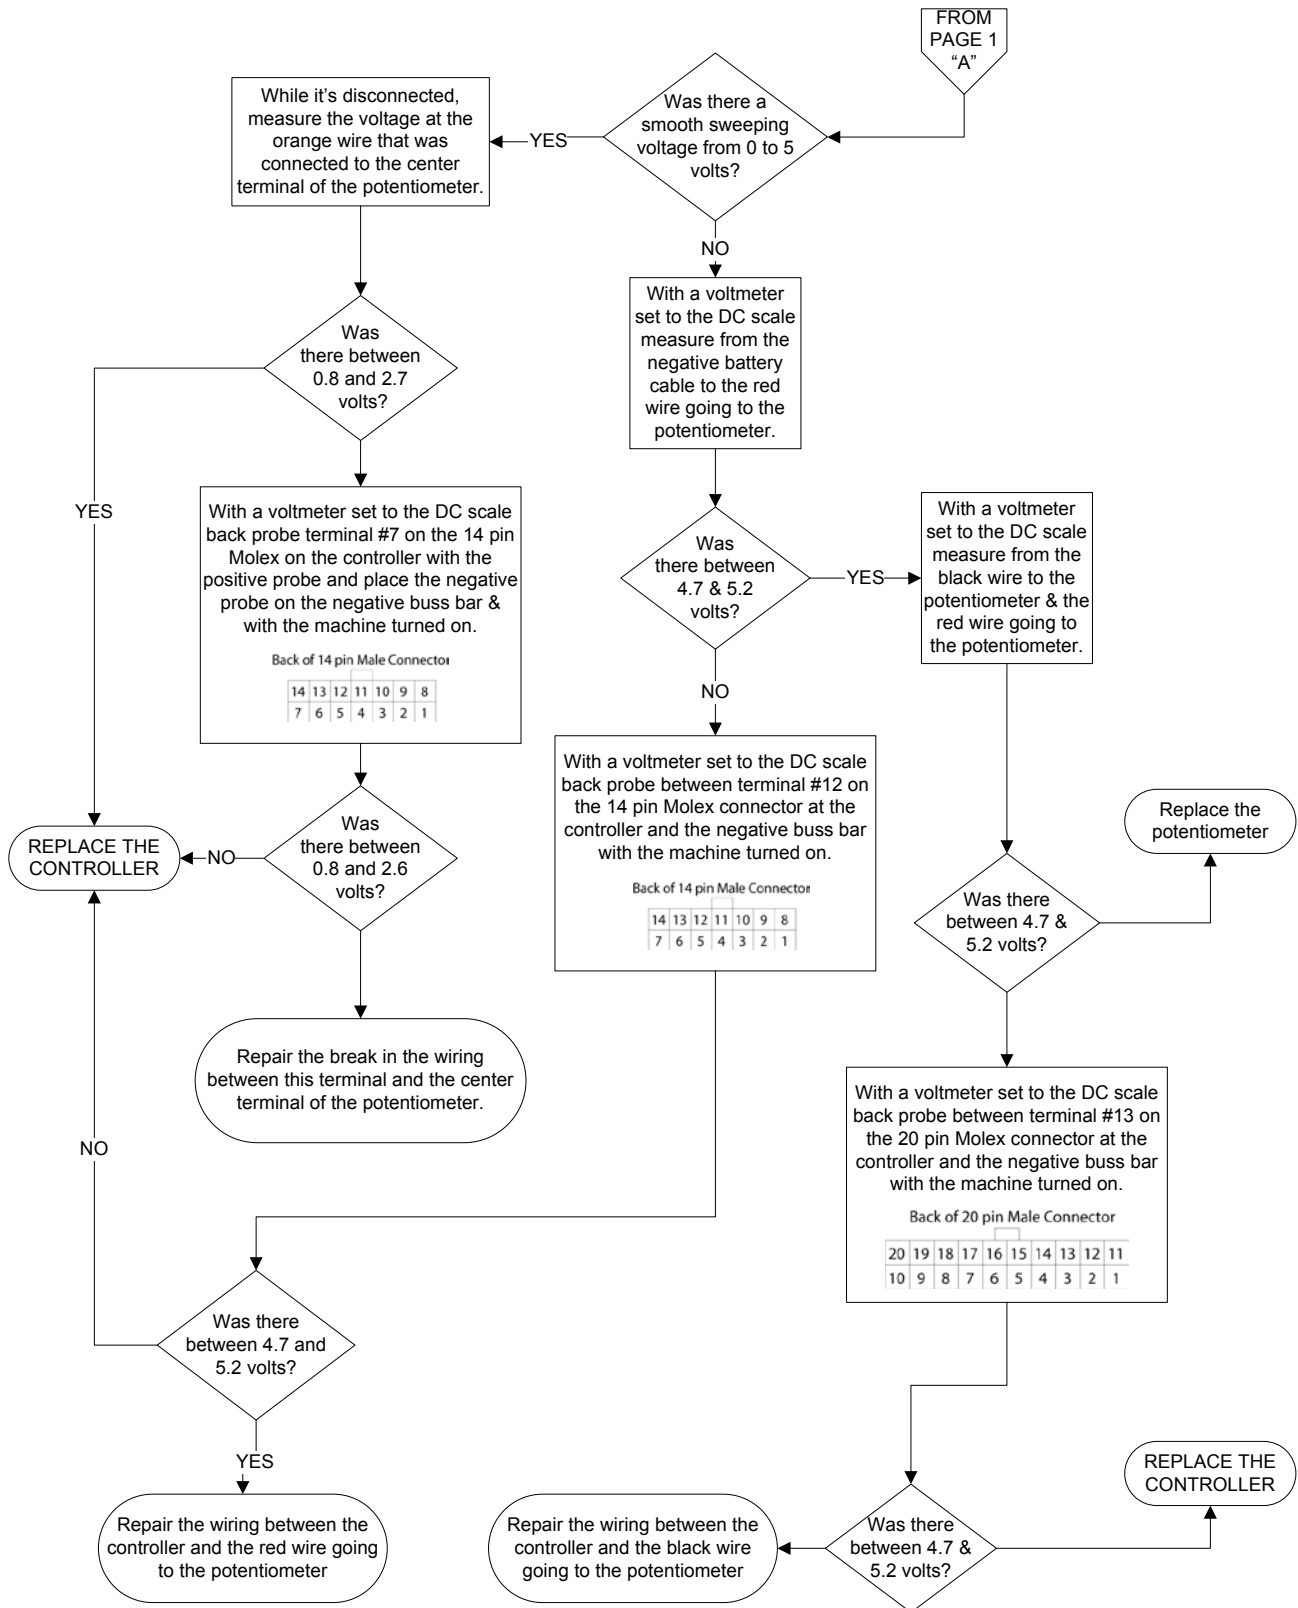 FROM
PAGE 1
“A”
Was there a
smooth sweeping
voltage from 0 to 5
volts?
YES
While it’s disconnected,
measure the voltage at the
orange wire that was
connected to the center
terminal of the potentiometer.
NO
With a voltmeter
set to the DC scale
measure from the
negative battery
cable to the red
wire going to the
potentiometer.
Was
there between
0.8 and 2.7
volts?
YES
With a voltmeter set to the DC scale
back probe terminal #7 on the 14 pin
Molex on the controller with the
positive probe and place the negative
probe on the negative buss bar &
with the machine turned on.
Back of 14 pin Male Connector
14 13 12 11 10 9 8
7 6 5 4 3 2 1
Was
there between
4.7 & 5.2
volts?
YES
With a voltmeter
set to the DC scale
measure from the
black wire to the
potentiometer & the
red wire going to
the potentiometer.
NO
With a voltmeter set to the DC scale
back probe between terminal #12 on
the 14 pin Molex connector at the
controller and the negative buss bar
with the machine turned on.
Back of 14 pin Male Connector
14 13 12 11 10 9 8
7 6 5 4 3 2 1
Replace the
potentiometer
REPLACE THE
CONTROLLER
NO
Was
there between
0.8 and 2.6
volts?
Was there
between 4.7 &
5.2 volts?
Repair the break in the wiring
between this terminal and the center
terminal of the potentiometer.
With a voltmeter set to the DC scale
back probe between terminal #13 on
the 20 pin Molex connector at the
controller and the negative buss bar
with the machine turned on.
Back of 20 pin Male Connector
20 19 18 17 16 15 14 13 12 11
10 9 8 7 6 5 4 3 2 1
NO
Was there
between 4.7 and
5.2 volts?
YES
Repair the wiring between the
controller and the red wire going
to the potentiometer
Repair the wiring between the
controller and the black wire
going to the potentiometer
Was there
between 4.7 &
5.2 volts?
REPLACE THE
CONTROLLER